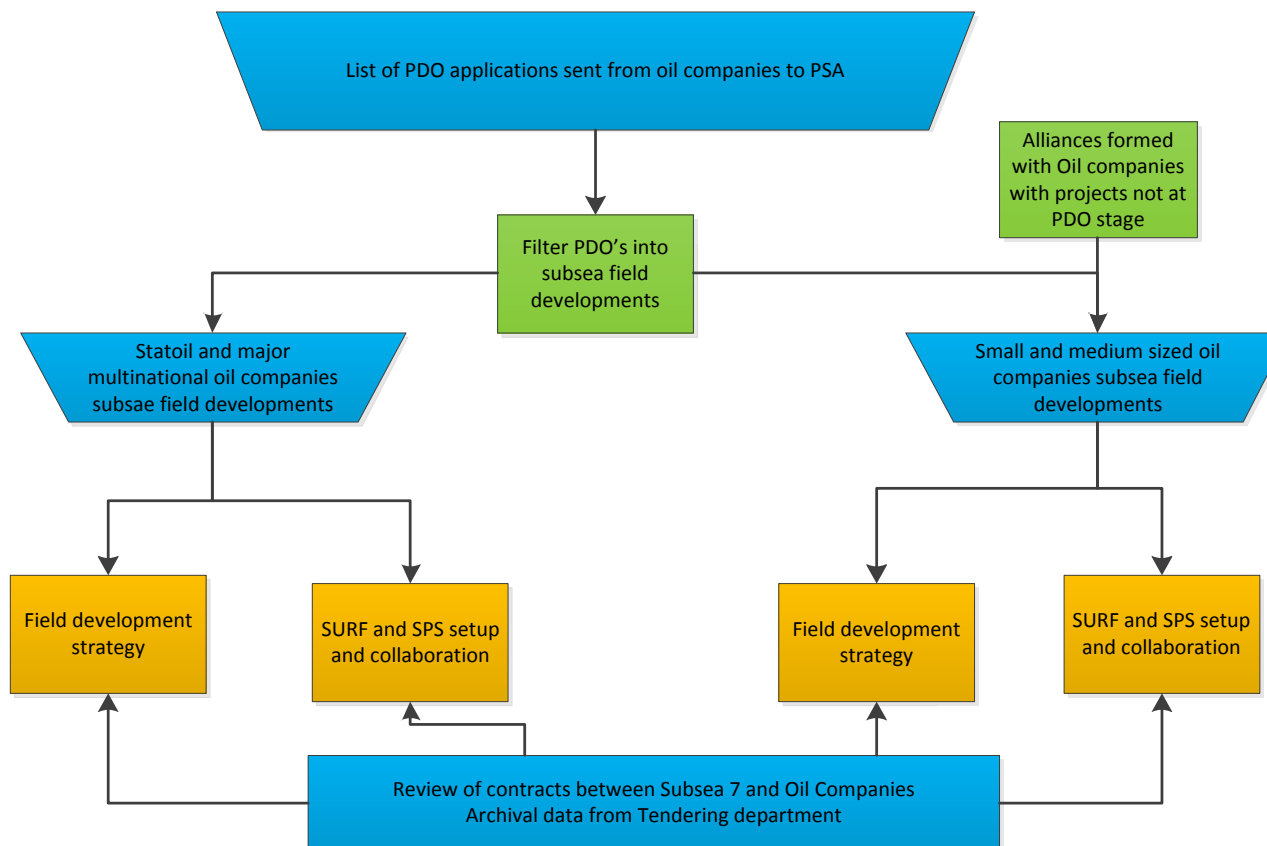 List of PDO applications sent from oil companies to PSA
Alliances formed
with Oil companies
with projects not at
PDO stage
Filter PDO's into
subsea field
developments
Statoil and major
multinational oil companies
subsae field developments
Small and medium sized oil
companies subsea field
developments
Field development
strategy
SURF and SPS setup
and collaboration
Field development
strategy
SURF and SPS setup
and collaboration
Review of contracts between Subsea 7 and Oil Companies
Archival data from Tendering department